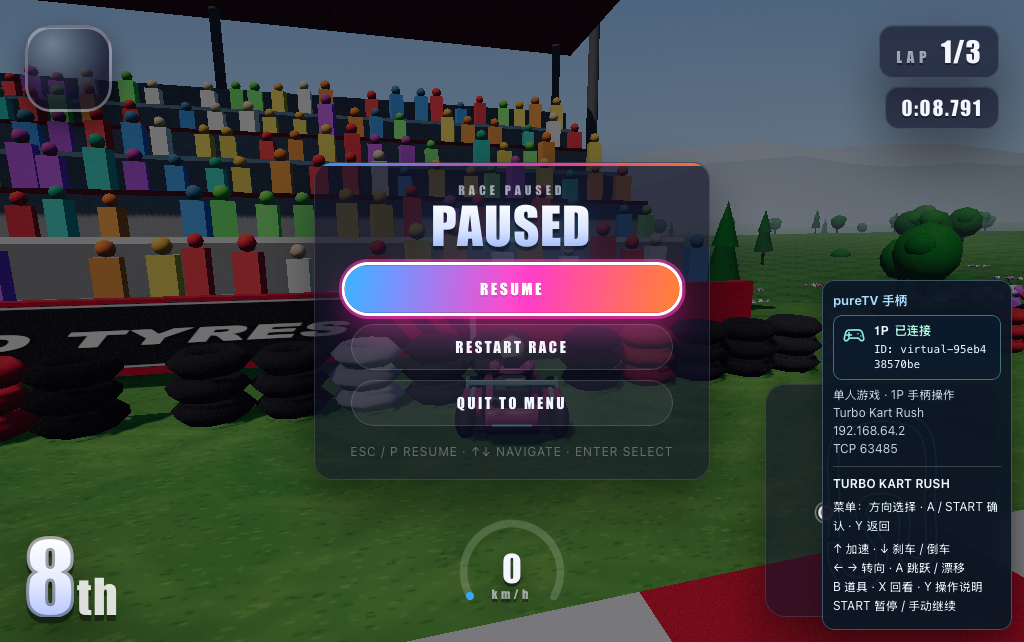 LAP 1/3
0:08.791
RACE PAUSED
PAUSED
RESUME
RESTART RACE
QUIT TO MENU
ESC / P RESUME · ↑↓ NAVIGATE · ENTER SELECT
TYRES
8th
0
km/h
pureTV 手柄
1P 已连接
ID: virtual-95eb4
38570be
单人游戏 · 1P 手柄操作
Turbo Kart Rush
192.168.64.2
TCP 63485
TURBO KART RUSH
菜单：方向选择 · A / START 确
认 · Y 返回
↑ 加速 · ↓ 刹车 / 倒车
← → 转向 · A 跳跃 / 漂移
B 道具 · X 回看 · Y 操作说明
START 暂停 / 手动继续